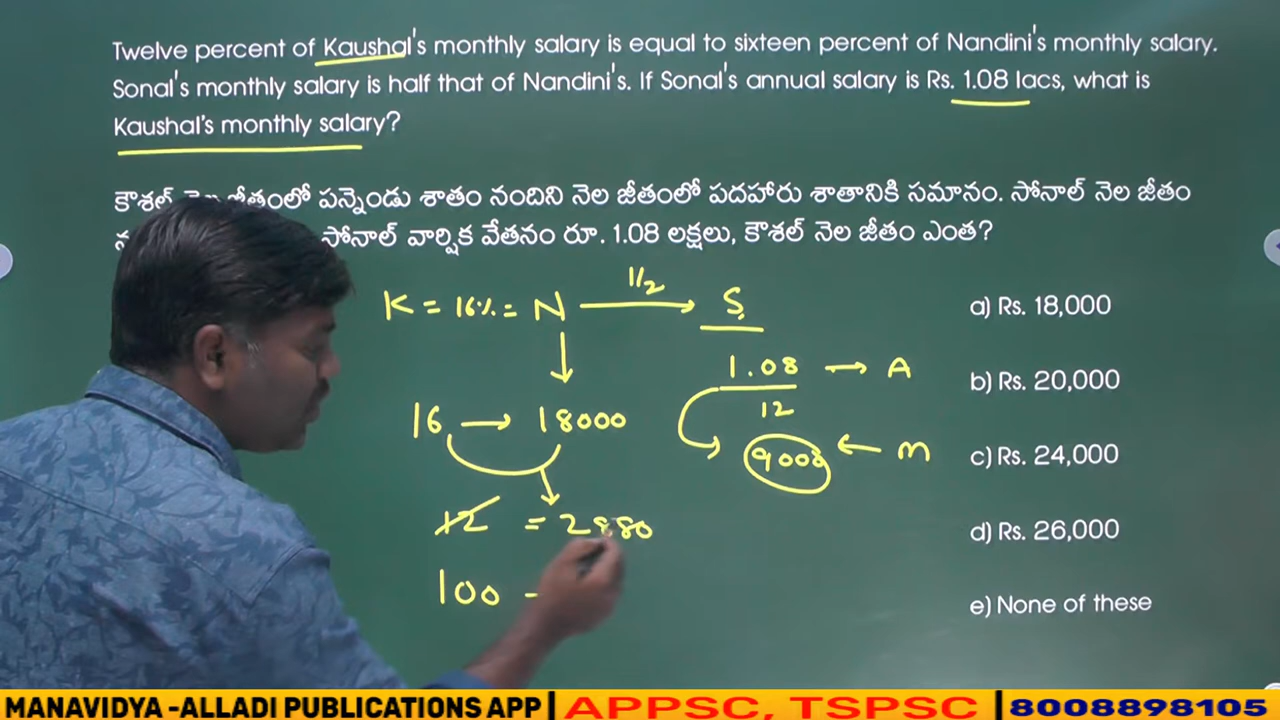 Twelve percent of Kaushal's monthly salary is equal to sixteen percent of Nandini's monthly salary.
Sonal's monthly salary is half that of Nandini's. If Sonal's annual salary is Rs. 1.08 lacs, what is
Kaushal's monthly salary?
కౌశల్ జీతంలో పన్నెండు శాతం నందిని నెల జీతంలో పదహారు శాతానికి సమానం. సోనాల్ నెల జీతం
సోనాల్ వార్షిక వేతనం రూ. 1.08 లక్షలు, కౌశల్ నెల జీతం ఎంత?
K = 16% = N 1/2 S
a) Rs. 18,000
1.08 → A
b) Rs. 20,000
12
16 → 18000
9000 ← m
c) Rs. 24,000
12 = 2880
d) Rs. 26,000
100 -
e) None of these
MANAVIDYA -ALLADI PUBLICATIONS APP | APPSC, TSPSC | 8008898105